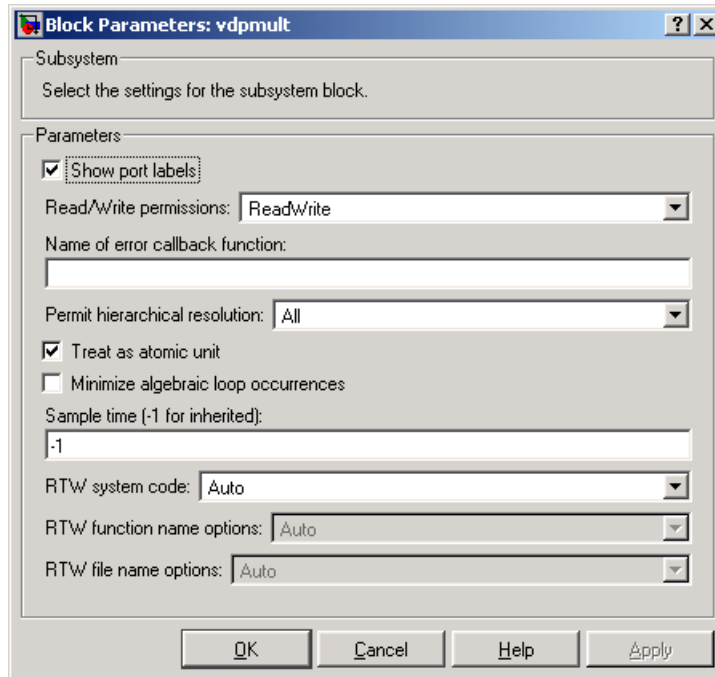 Block Parameters: vdpmult
Subsystem
Select the settings for the subsystem block.
Parameters
Show port labels
Read/Write permissions: ReadWrite
Name of error callback function:
Permit hierarchical resolution: All
Treat as atomic unit
Minimize algebraic loop occurrences
Sample time (-1 for inherited):
-1
RTW system code: Auto
RTW function name options: Auto
RTW file name options: Auto
OK Cancel Help Apply